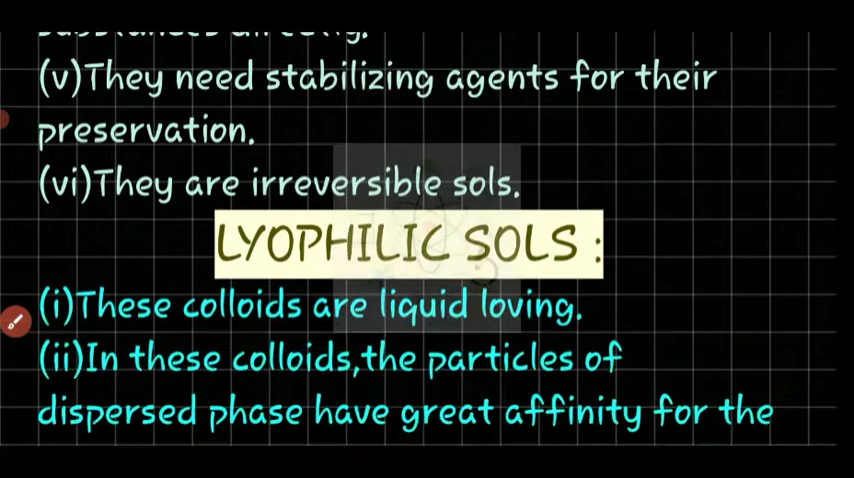 (v)They need stabilizing agents for their
preservation.
(vi)They are irreversible sols.
LYOPHILIC SOLS :
(i)These colloids are liquid loving.
(ii)In these colloids,the particles of
dispersed phase have great affinity for the